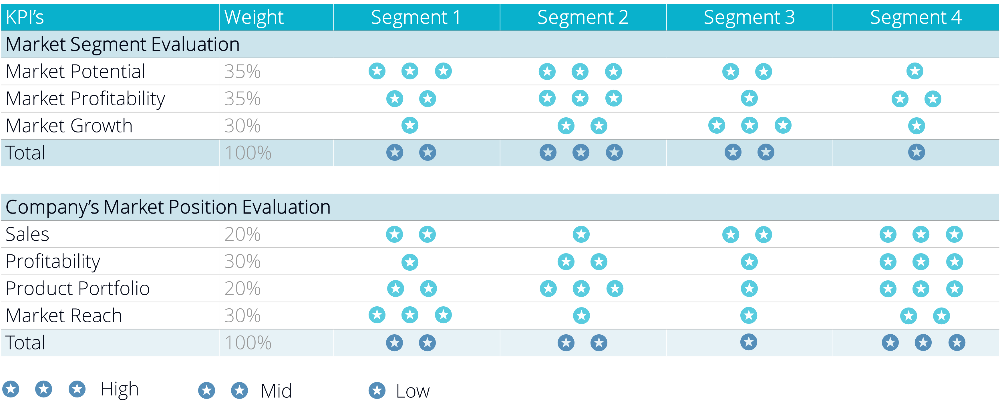 KPI’s Weight Segment 1 Segment 2 Segment 3 Segment 4
Market Segment Evaluation
Market Potential 35%
Market Profitability 35%
Market Growth 30%
Total 100%
Company’s Market Position Evaluation
Sales 20%
Profitability 30%
Product Portfolio 20%
Market Reach 30%
Total 100%
High Mid Low